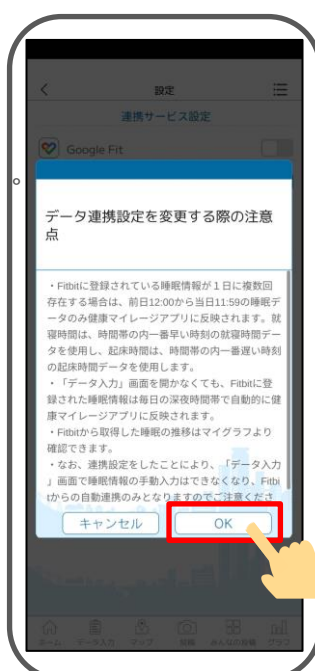 設定
連携サービス設定
Google Fit
データ連携設定を変更する際の注意
点
・Fitbitに登録されている睡眠情報が１日に複数回
存在する場合は、前日12:00から当日11:59の睡眠デ
ータのみ健康マイレージアプリに反映されます。就
寝時間は、時間帯の内一番早い時刻の就寝時間デー
タを使用し、起床時間は、時間帯の内一番遅い時刻
の起床時間データを使用します。
・「データ入力」画面を開かなくても、Fitbitに登
録された睡眠情報は毎日の深夜時間帯で自動的に健
康マイレージアプリに反映されます。
・Fitbitから取得した睡眠の推移はマイグラフより
確認できます。
・なお、連携設定をしたことにより、「データ入力
」画面で睡眠情報の手動入力はできなくなり、Fitbi
tからの自動連携のみとなりますのでご注意くださ
キャンセル
OK
ホーム データ入力 マップ 情報 みんなの情報 グラフ